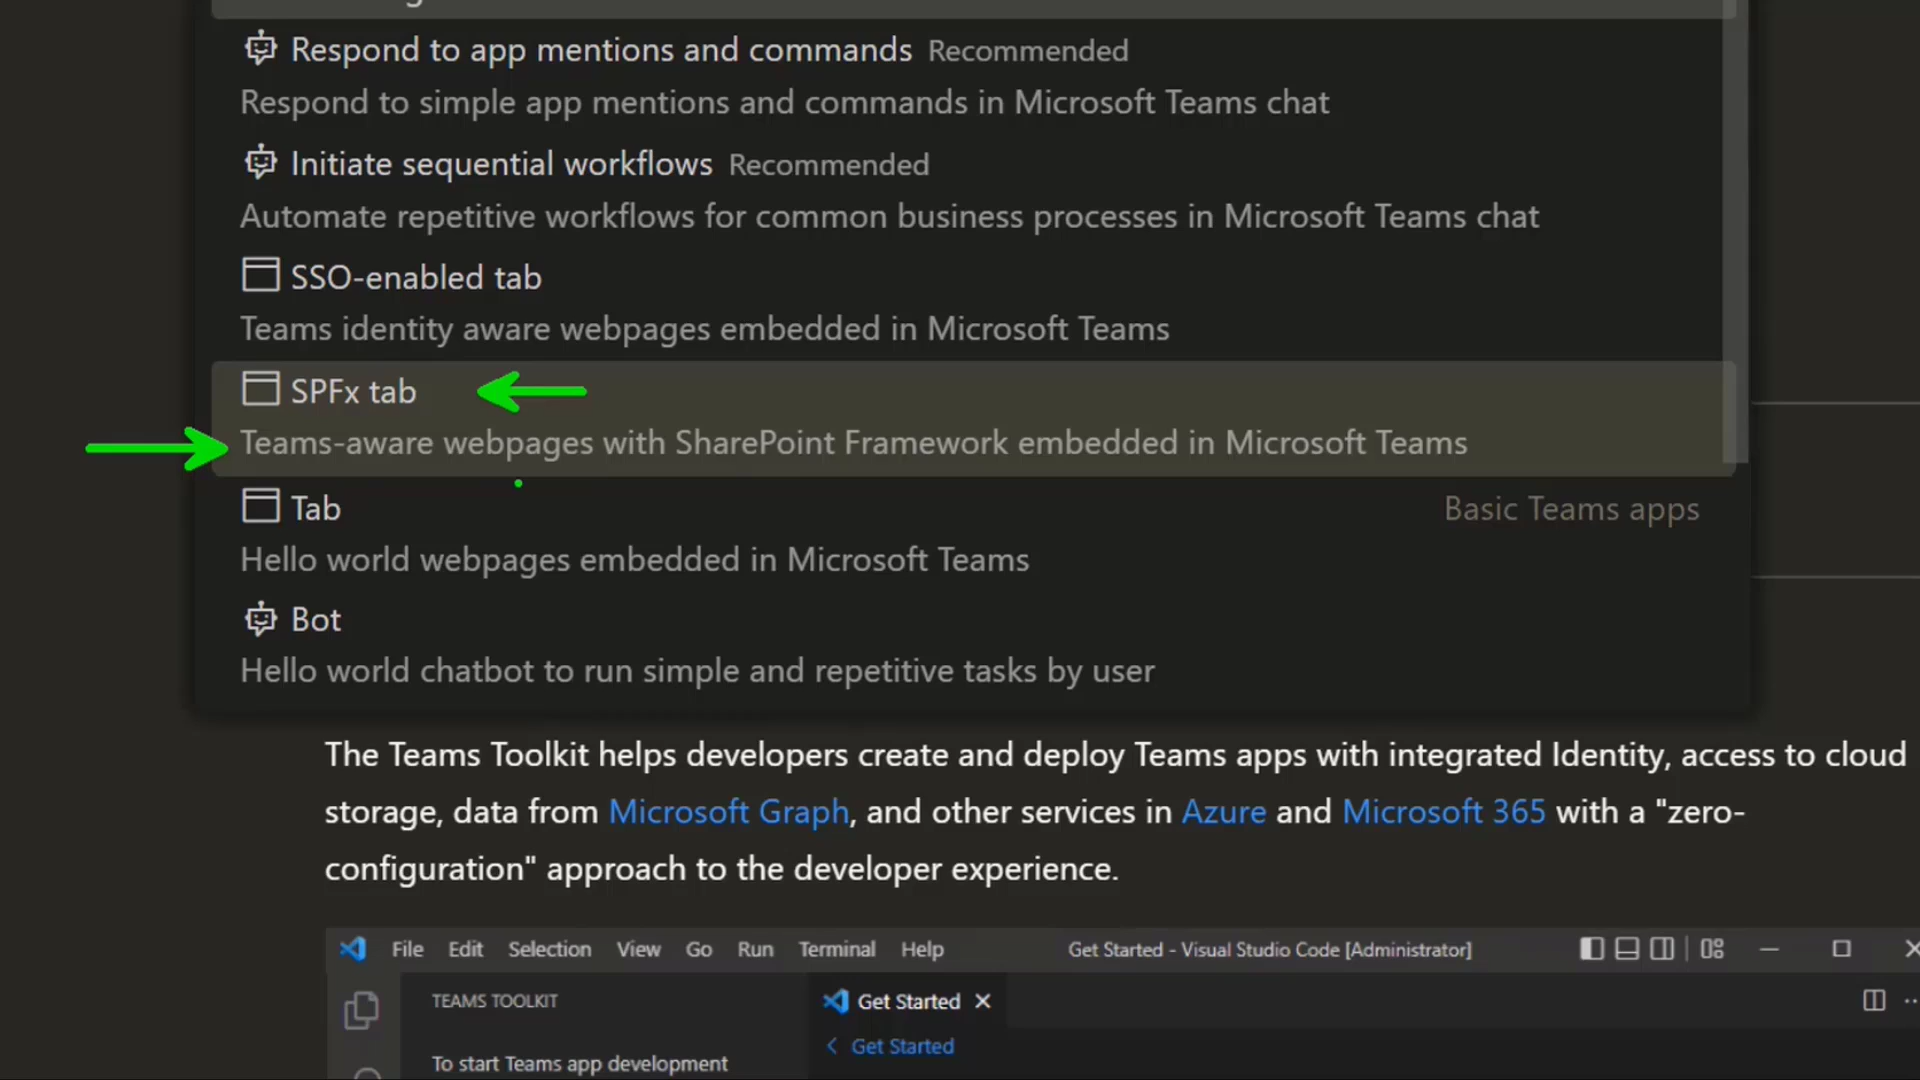 Respond to app mentions and commands Recommended
Respond to simple app mentions and commands in Microsoft Teams chat
Initiate sequential workflows Recommended
Automate repetitive workflows for common business processes in Microsoft Teams chat
SSO-enabled tab
Teams identity aware webpages embedded in Microsoft Teams
SPFx tab
Teams-aware webpages with SharePoint Framework embedded in Microsoft Teams
Tab Basic Teams apps
Hello world webpages embedded in Microsoft Teams
Bot
Hello world chatbot to run simple and repetitive tasks by user
The Teams Toolkit helps developers create and deploy Teams apps with integrated Identity, access to cloud
storage, data from Microsoft Graph, and other services in Azure and Microsoft 365 with a "zero-
configuration" approach to the developer experience.
File Edit Selection View Go Run Terminal Help Get Started - Visual Studio Code [Administrator]
TEAMS TOOLKIT Get Started
Get Started
To start Teams app development